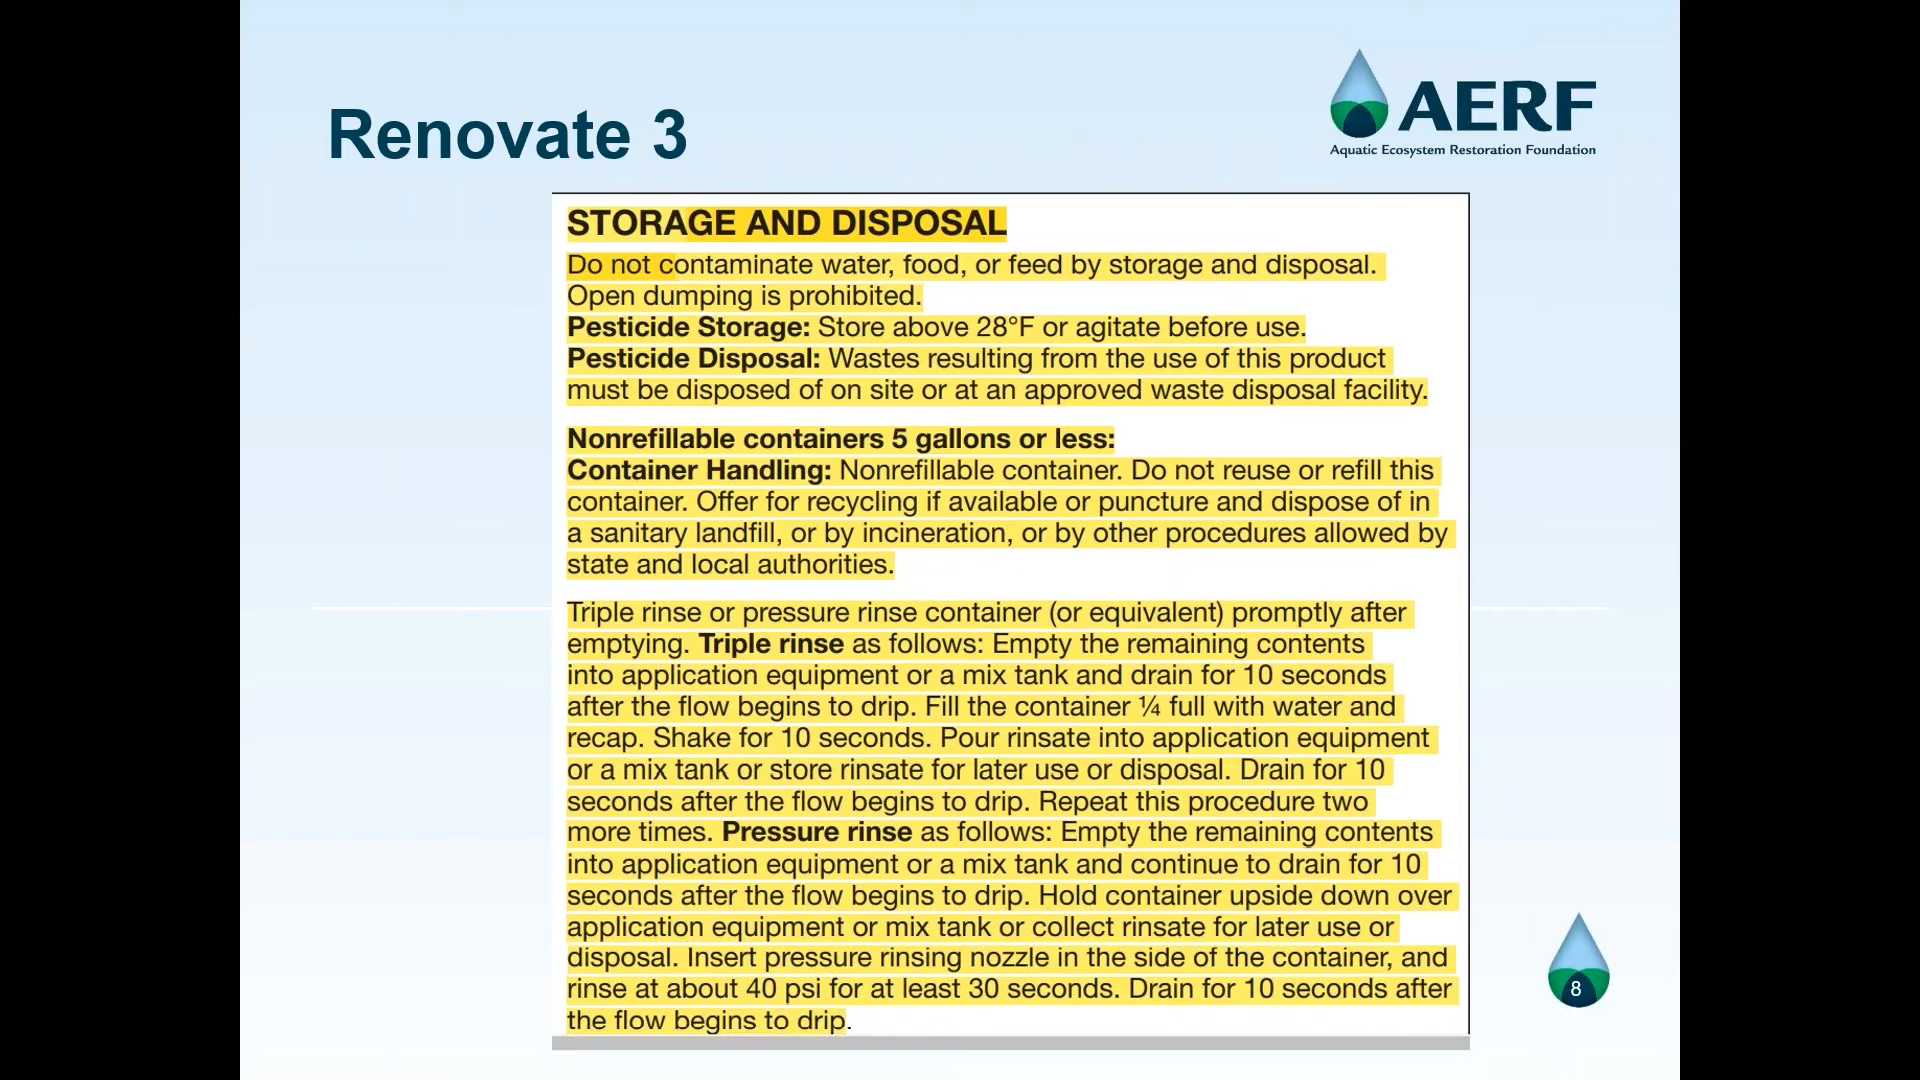 Renovate 3
AERF
Aquatic Ecosystem Restoration Foundation
STORAGE AND DISPOSAL
Do not contaminate water, food, or feed by storage and disposal.
Open dumping is prohibited.
Pesticide Storage: Store above 28°F or agitate before use.
Pesticide Disposal: Wastes resulting from the use of this product
must be disposed of on site or at an approved waste disposal facility.
Nonrefillable containers 5 gallons or less:
Container Handling: Nonrefillable container. Do not reuse or refill this
container. Offer for recycling if available or puncture and dispose of in
a sanitary landfill, or by incineration, or by other procedures allowed by
state and local authorities.
Triple rinse or pressure rinse container (or equivalent) promptly after
emptying. Triple rinse as follows: Empty the remaining contents
into application equipment or a mix tank and drain for 10 seconds
after the flow begins to drip. Fill the container ¼ full with water and
recap. Shake for 10 seconds. Pour rinsate into application equipment
or a mix tank or store rinsate for later use or disposal. Drain for 10
seconds after the flow begins to drip. Repeat this procedure two
more times. Pressure rinse as follows: Empty the remaining contents
into application equipment or a mix tank and continue to drain for 10
seconds after the flow begins to drip. Hold container upside down over
application equipment or mix tank or collect rinsate for later use or
disposal. Insert pressure rinsing nozzle in the side of the container, and
rinse at about 40 psi for at least 30 seconds. Drain for 10 seconds after
the flow begins to drip.
8